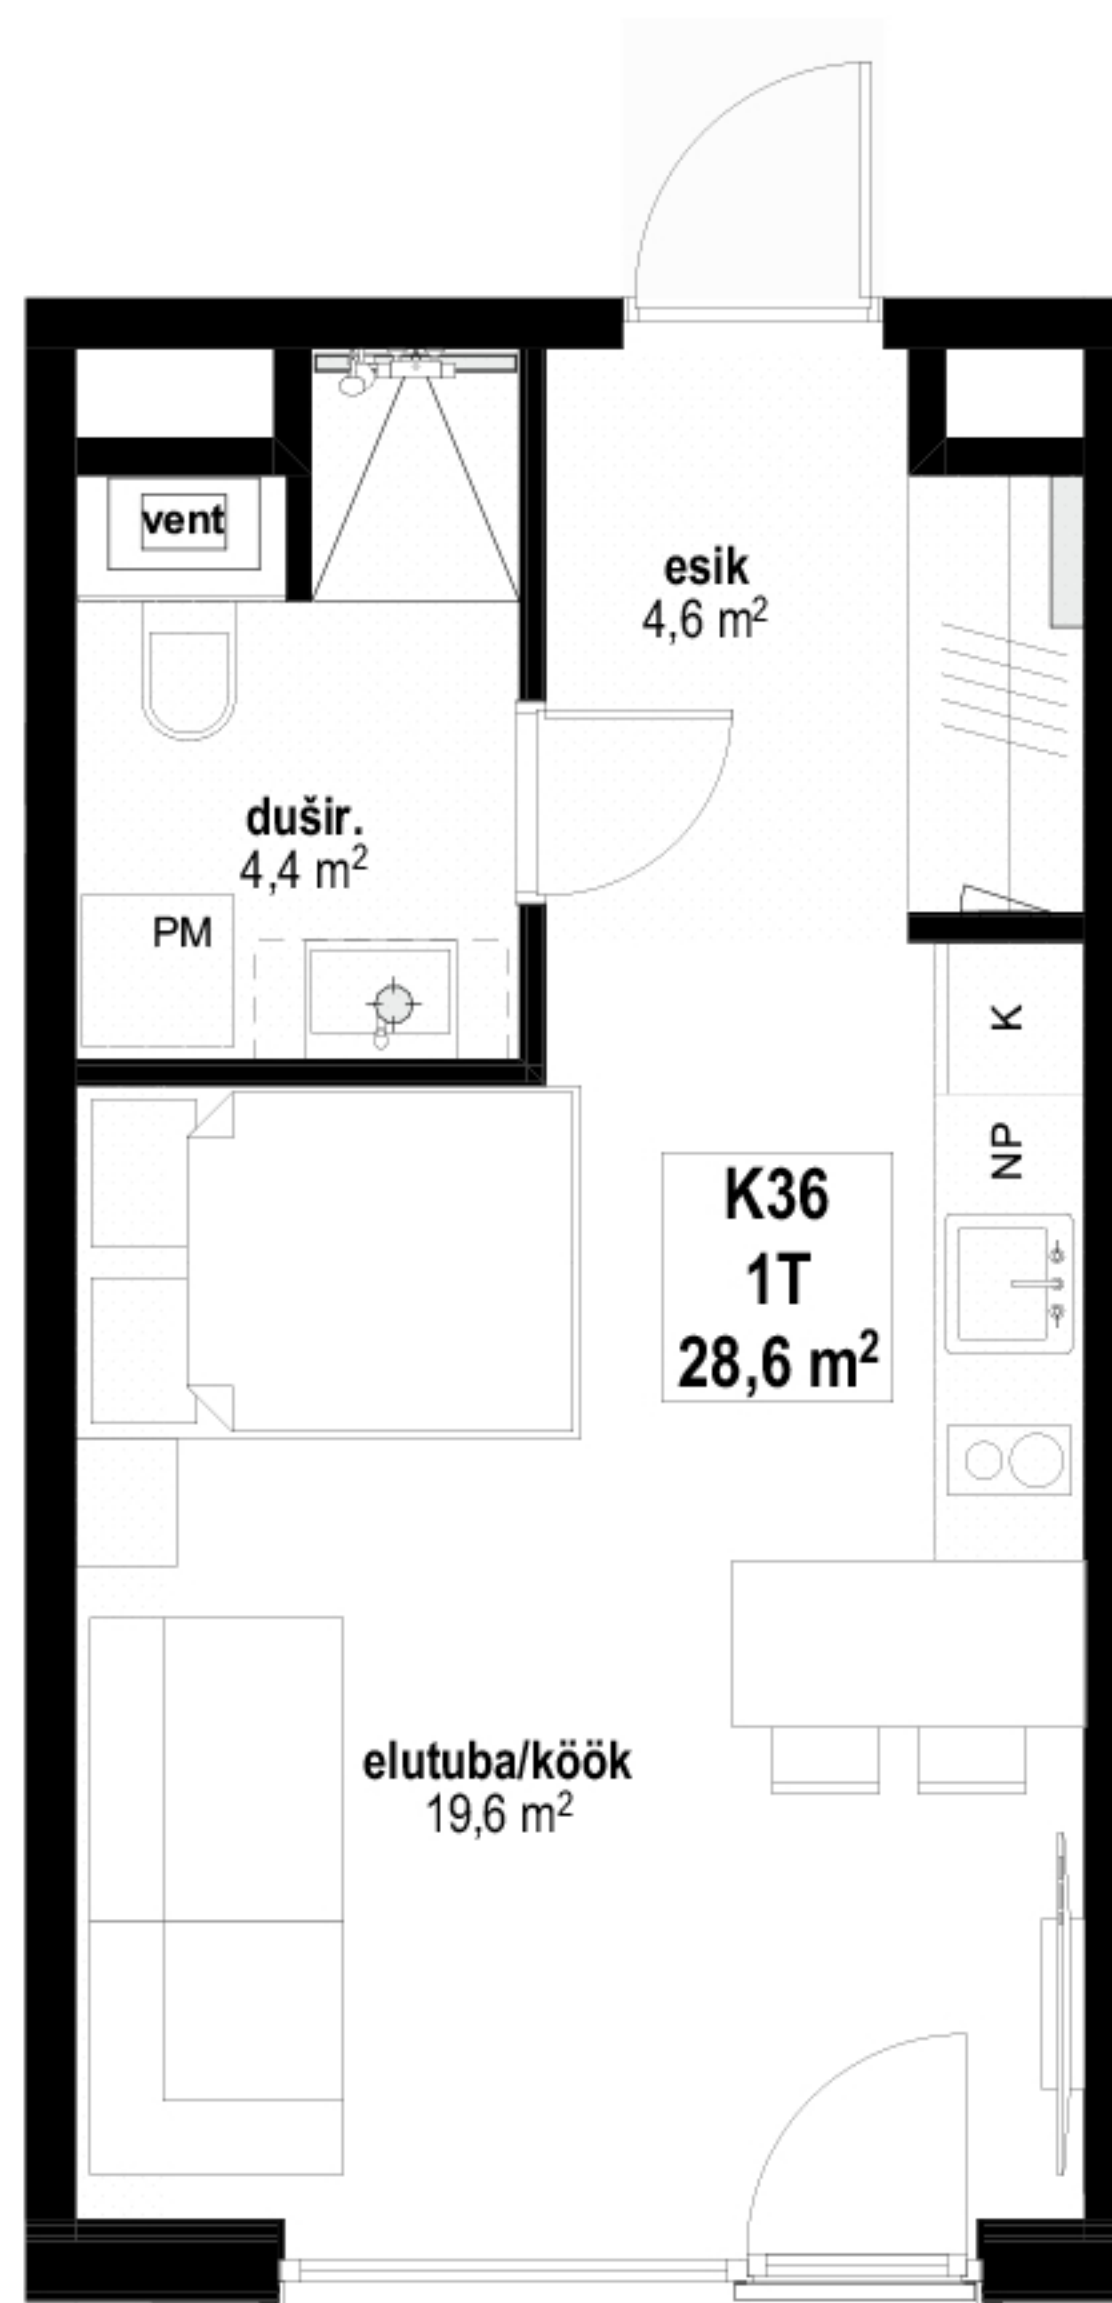 vent
esik
4,6 m²
dušir.
4,4 m²
PM
K
NP
K36
1T
28,6 m²
elutuba/köök
19,6 m²